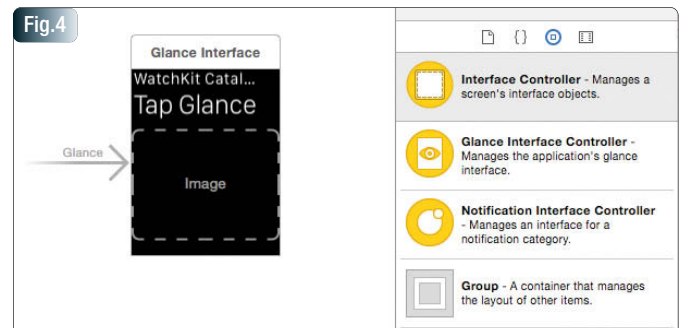 Fig.4
Glance Interface
WatchKit Catal...
Tap Glance
Glance
Image
{}
Interface Controller - Manages a
screen's interface objects.
Glance Interface Controller -
Manages the application's glance
interface.
Notification Interface Controller
- Manages an interface for a
notification category.
Group - A container that manages
the layout of other items.